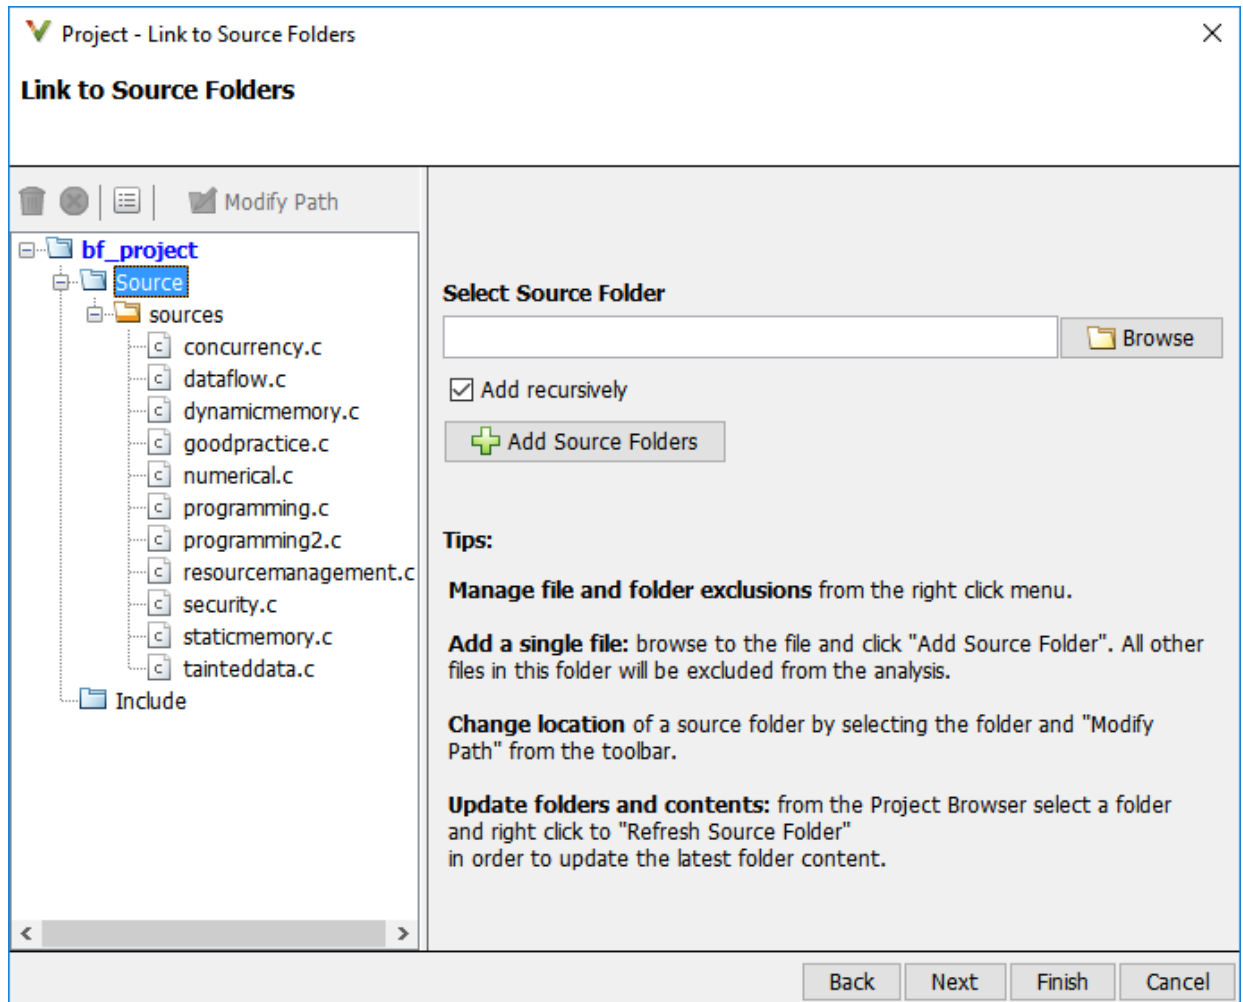 Project - Link to Source Folders
Link to Source Folders
Modify Path
bf_project
Source
sources
concurrency.c
dataflow.c
dynamicmemory.c
goodpractice.c
numerical.c
programming.c
programming2.c
resourcemanagement.c
security.c
staticmemory.c
tainteddata.c
Include
Select Source Folder
Browse
Add recursively
Add Source Folders
Tips:
Manage file and folder exclusions from the right click menu.
Add a single file: browse to the file and click "Add Source Folder". All other
files in this folder will be excluded from the analysis.
Change location of a source folder by selecting the folder and "Modify
Path" from the toolbar.
Update folders and contents: from the Project Browser select a folder
and right click to "Refresh Source Folder"
in order to update the latest folder content.
Back Next Finish Cancel